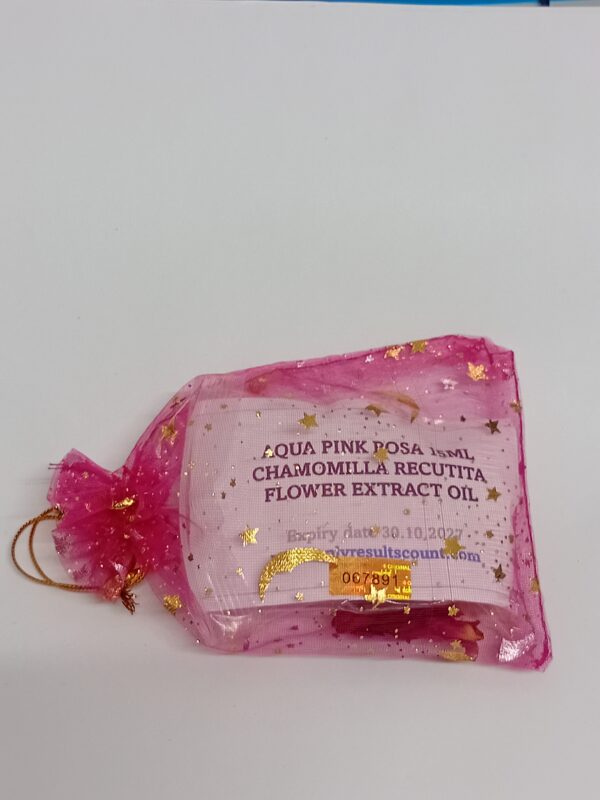 AQUA PINK ROSA 15ML
CHAMOMILLA RECUTITA
FLOWER EXTRACT OIL
Expiry date 30.10.2027
067891